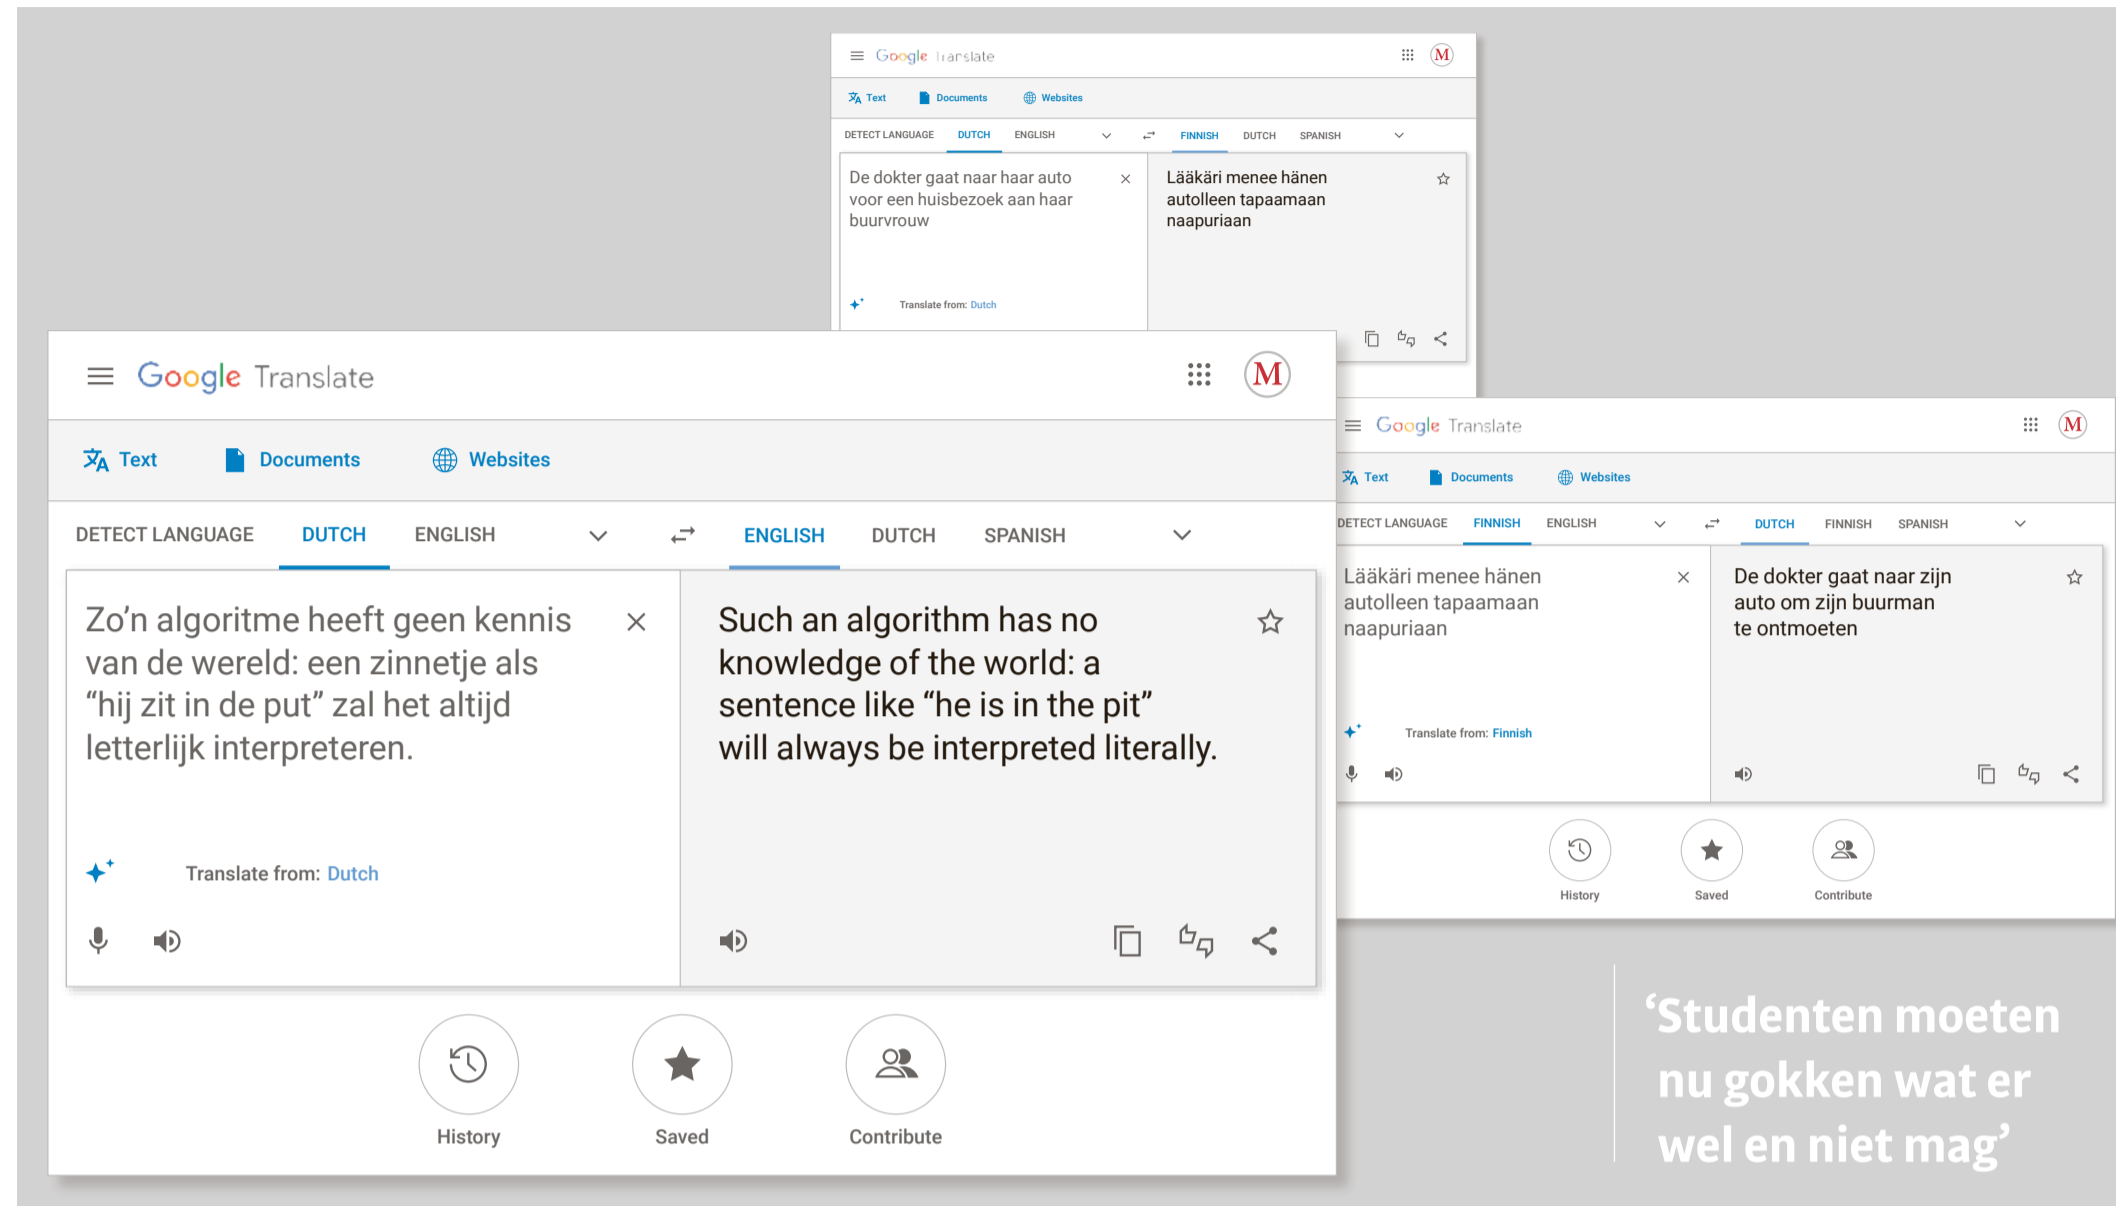 Google Translate
M
Text Documents Websites
DETECT LANGUAGE DUTCH ENGLISH FINNISH DUTCH SPANISH
De dokter gaat naar haar auto
voor een huisbezoek aan haar
buurvrouw
Translate from: Dutch
Lääkäri menee hänen
autolleen tapaamaan
naapuriaan
Google Translate
M
Text Documents Websites
DETECT LANGUAGE DUTCH ENGLISH ENGLISH DUTCH SPANISH
Zo’n algoritme heeft geen kennis
van de wereld: een zinnetje als
“hij zit in de put” zal het altijd
letterlijk interpreteren.
Translate from: Dutch
Such an algorithm has no
knowledge of the world: a
sentence like “he is in the pit”
will always be interpreted literally.
History Saved Contribute
Google Translate
M
Text Documents Websites
DETECT LANGUAGE FINNISH ENGLISH DUTCH FINNISH SPANISH
Lääkäri menee hänen
autolleen tapaamaan
naapuriaan
Translate from: Finnish
De dokter gaat naar zijn
auto om zijn buurman
te ontmoeten
History Saved Contribute
‘Studenten moeten
nu gokken wat er
wel en niet mag’